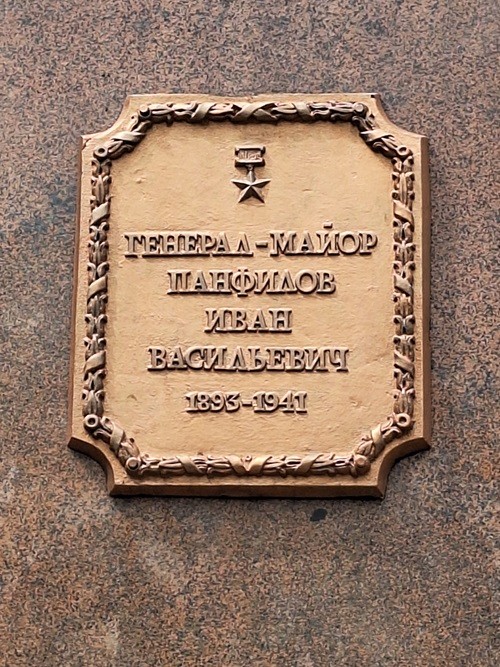 ГЕНЕРАЛ-МАЙОР
ПАНФИЛОВ
ИВАН
ВАСИЛЬЕВИЧ
1893-1941